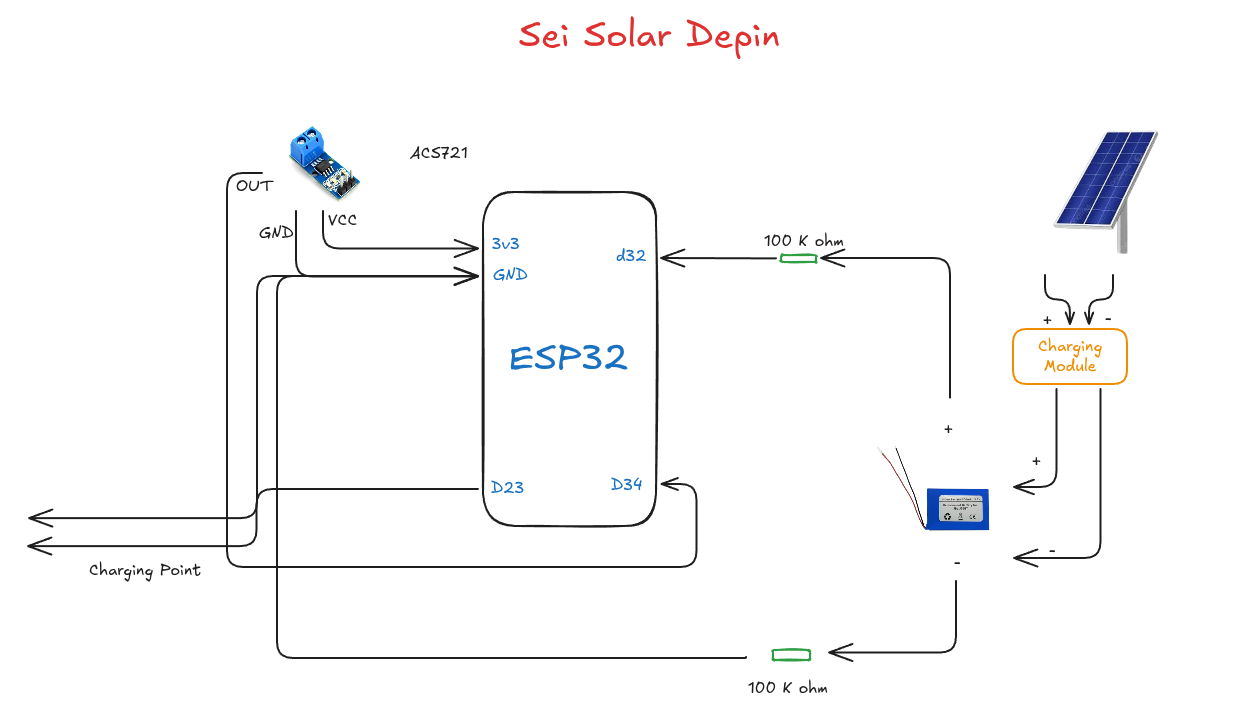 Sei Solar Depin
ACS721
OUT
GND
VCC
3v3
GND
d32
100 K ohm
ESP32
+
-
Charging
Module
+
+
-
-
D23
D34
Charging Point
100 K ohm